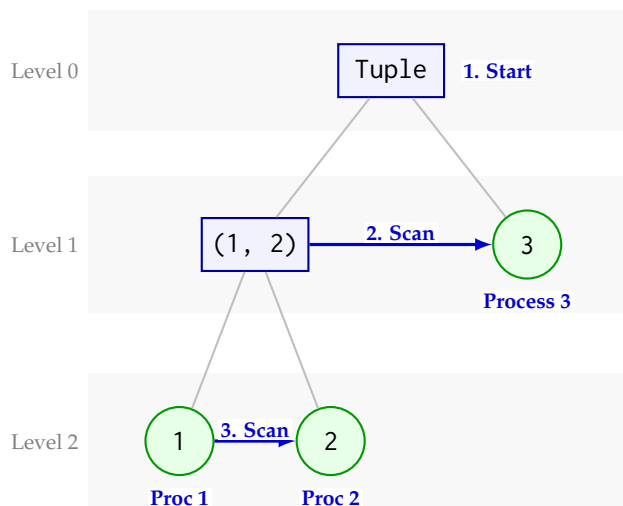 Level 0
Tuple
1. Start
Level 1
(1, 2)
2. Scan
3
Process 3
Level 2
1
3. Scan
2
Proc 1
Proc 2